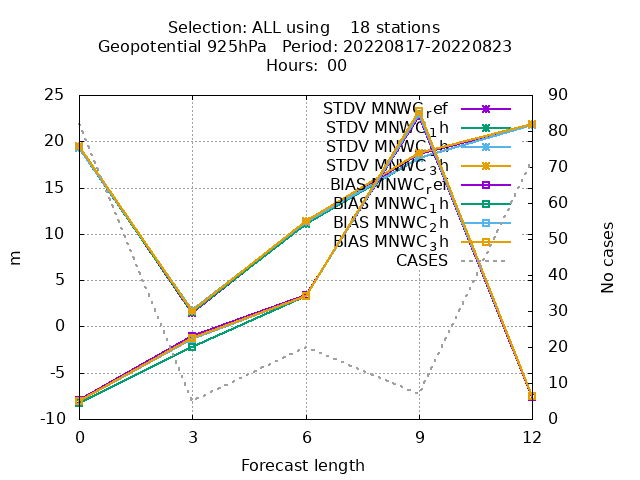 Selection: ALL using 18 stations
Geopotential 925hPa Period: 20220817-20220823
Hours: 00
25
20
15
10
5
0
-5
-10
m
90
80
70
60
50
40
30
20
10
0
No cases
STDV MNWC_ref
STDV MNWC_1h
STDV MNWC_2h
STDV MNWC_3h
BIAS MNWC_ref
BIAS MNWC_1h
BIAS MNWC_2h
BIAS MNWC_3h
CASES
0 3 6 9 12
Forecast length